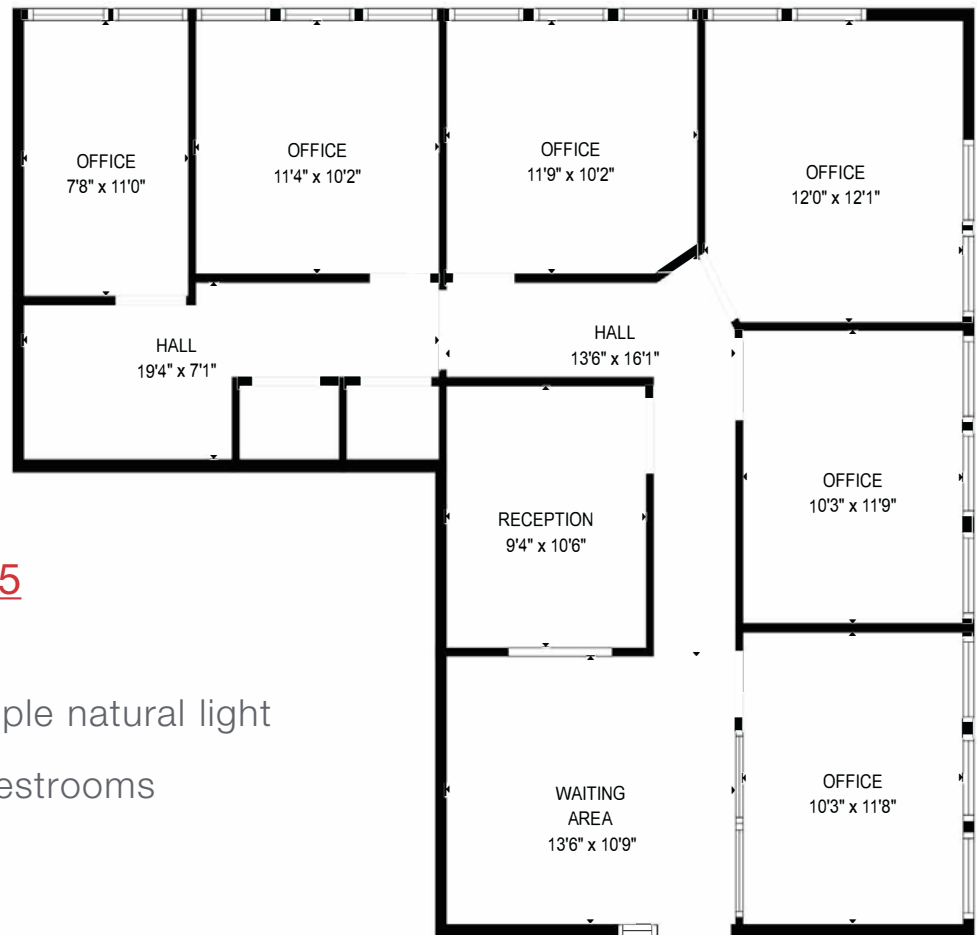 OFFICE
7'8" x 11'0"
OFFICE
11'4" x 10'2"
OFFICE
11'9" x 10'2"
OFFICE
12'0" x 12'1"
HALL
19'4" x 7'1"
HALL
13'6" x 16'1"
OFFICE
10'3" x 11'9"
RECEPTION
9'4" x 10'6"
5
ple natural light
estrooms
WAITING
AREA
13'6" x 10'9"
OFFICE
10'3" x 11'8"